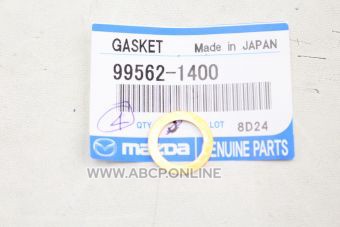 GASKET Made in JAPAN
99562-1400
QTY LOT 8D24
mazda GENUINE PARTS
WWW.ABCP.ONLINE